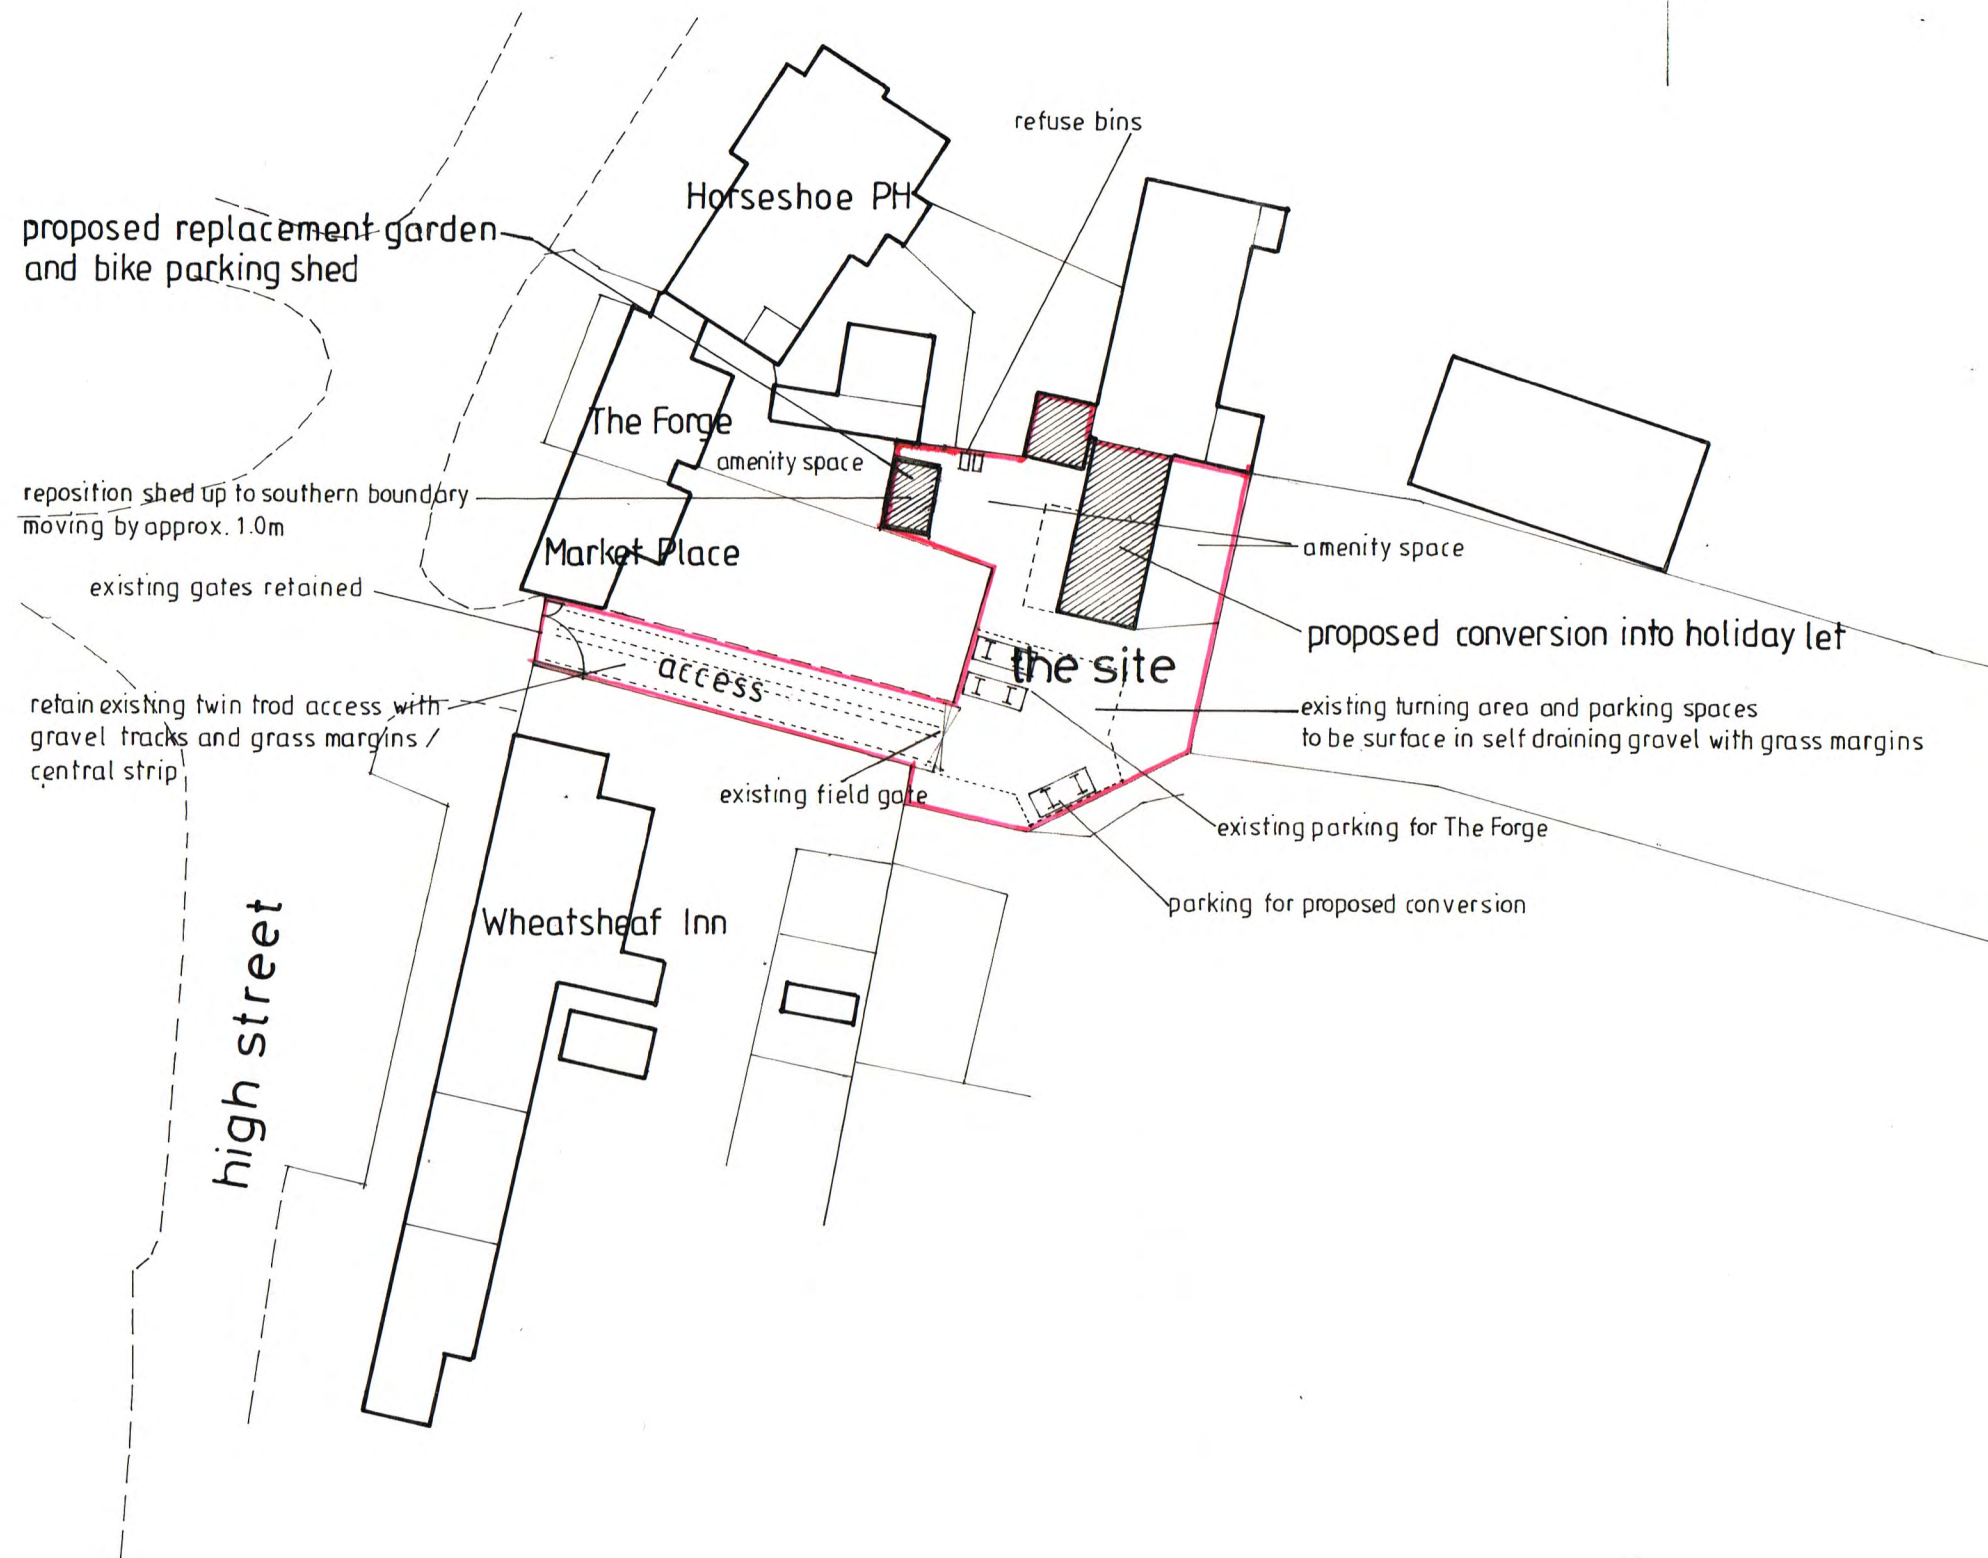 refuse bins
Horseshoe PH
proposed replacement garden
and bike parking shed
The Forge
amenity space
reposition shed up to southern boundary
moving by approx. 1.0m
Market Place
amenity space
existing gates retained
proposed conversion into holiday let
the site
access
retain existing twin trod access with
gravel tracks and grass margins /
central strip
existing turning area and parking spaces
to be surface in self draining gravel with grass margins
existing field gate
existing parking for The Forge
parking for proposed conversion
Wheatsheaf Inn
high street